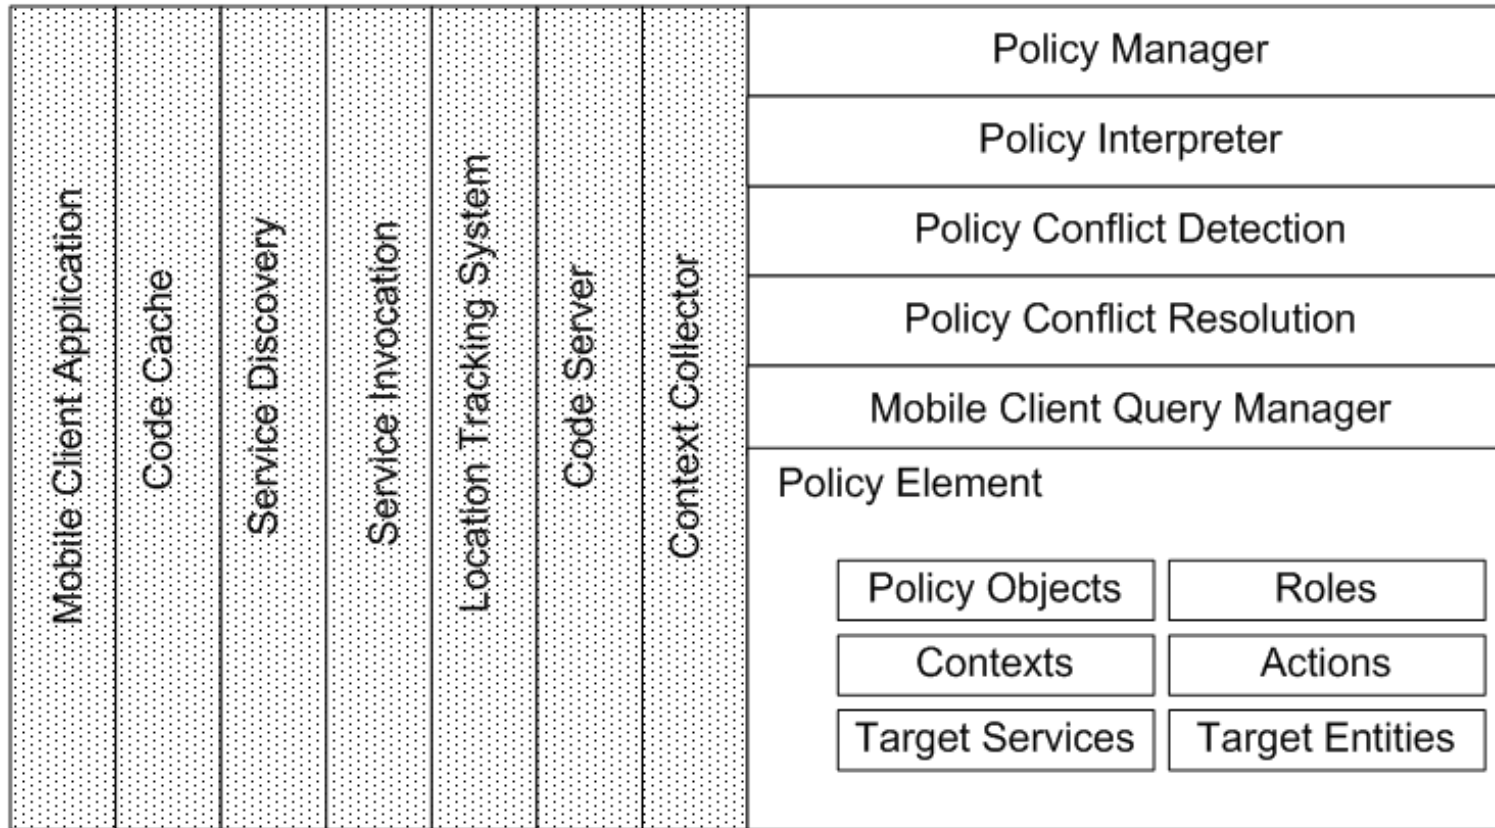 Mobile Client Application
Code Cache
Service Discovery
Service Invocation
Location Tracking System
Code Server
Context Collector
Policy Manager
Policy Interpreter
Policy Conflict Detection
Policy Conflict Resolution
Mobile Client Query Manager
Policy Element
Policy Objects
Roles
Contexts
Actions
Target Services
Target Entities